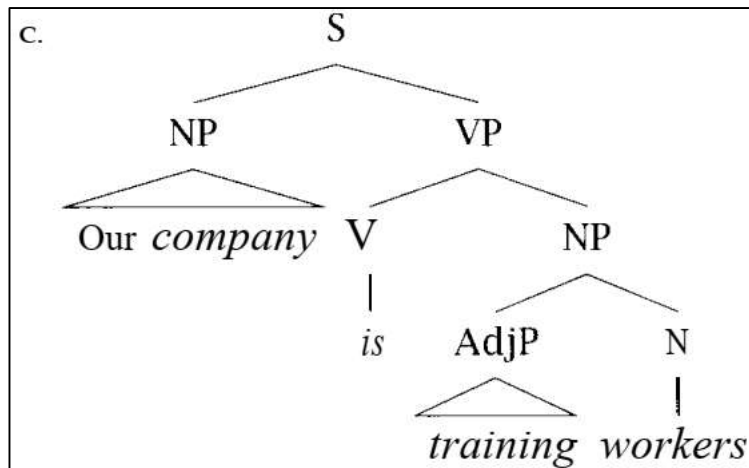 C.
S
NP VP
Our company V NP
is AdjP N
training workers